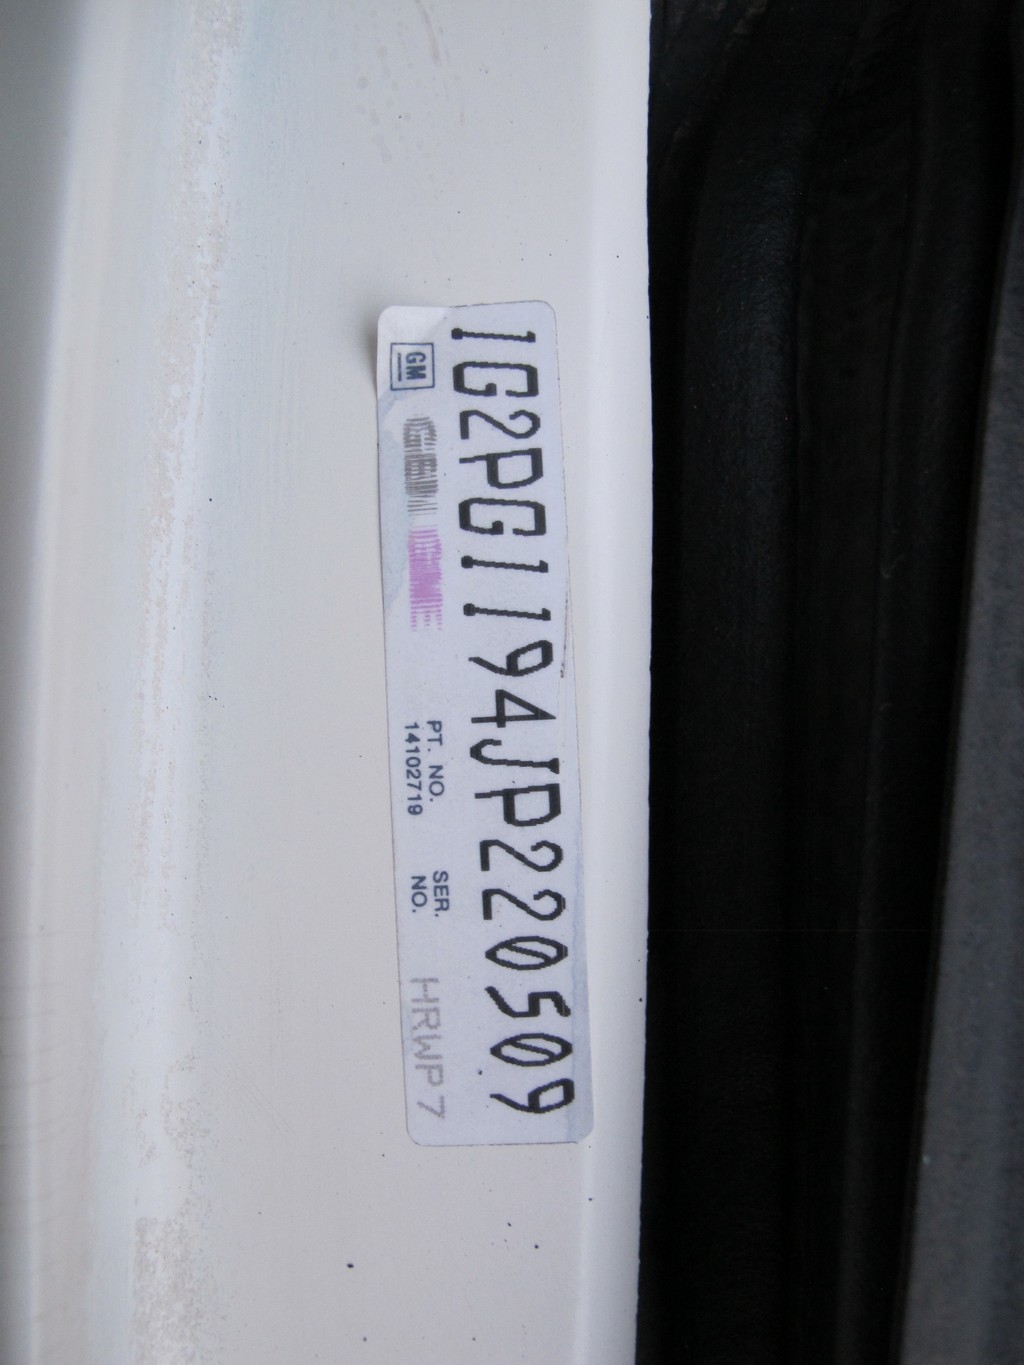 1G2PG1194JP220509
GM
PT. NO.
14102719
SER.
NO.
HRWP7